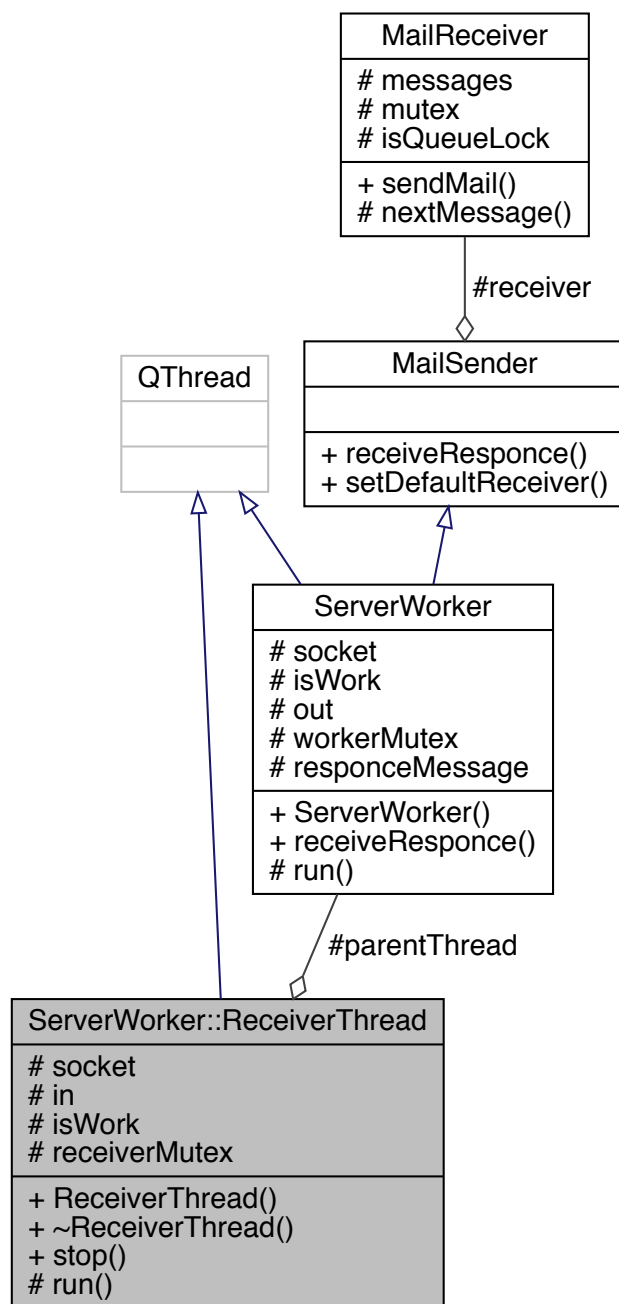 MailReceiver
# messages
# mutex
# isQueueLock
+ sendMail()
# nextMessage()
#receiver
QThread
MailSender
+ receiveResponce()
+ setDefaultReceiver()
ServerWorker
# socket
# isWork
# out
# workerMutex
# responceMessage
+ ServerWorker()
+ receiveResponce()
# run()
#parentThread
ServerWorker::ReceiverThread
# socket
# in
# isWork
# receiverMutex
+ ReceiverThread()
+ ~ReceiverThread()
+ stop()
# run()